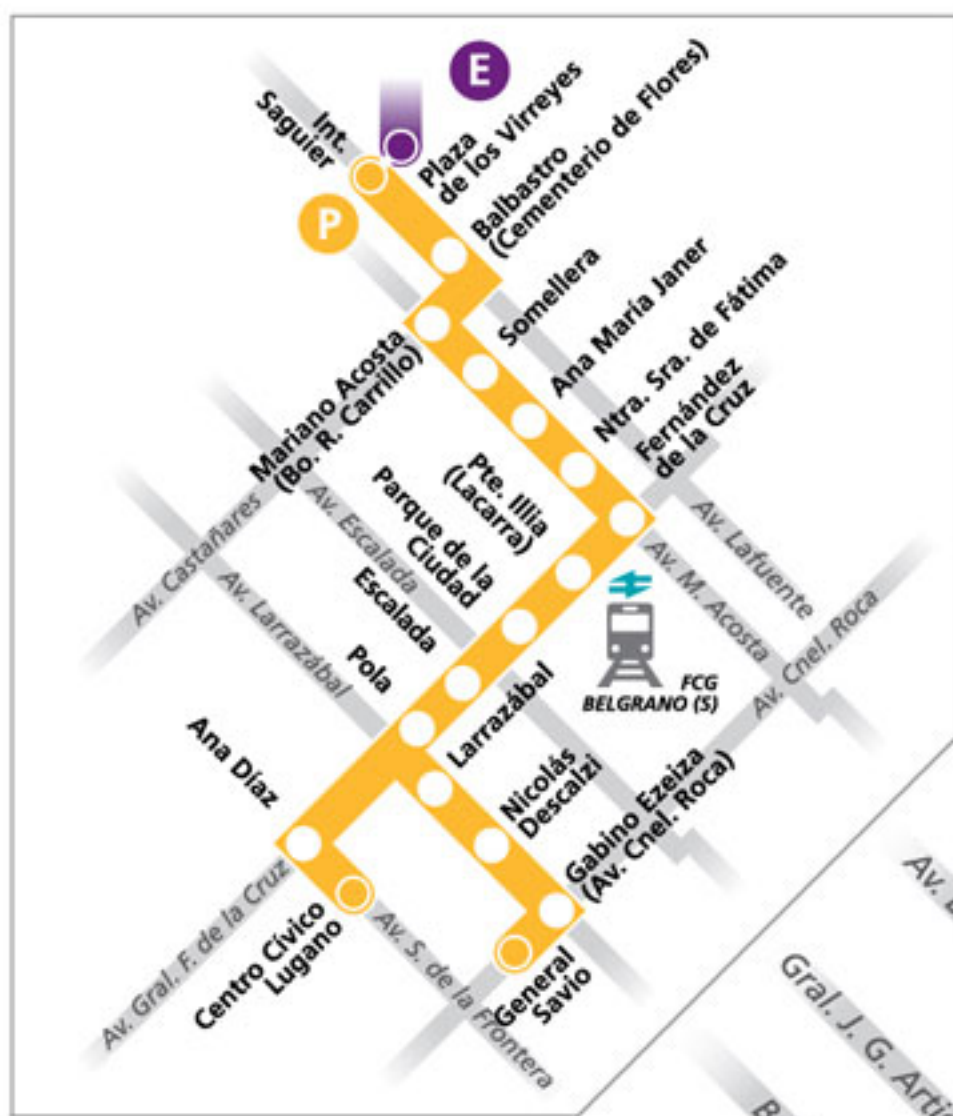 E
Int.
Saguier
Plaza
de los Virreyes
Balbastro
(Cementerio de Flores)
P
Somellera
Ana María Janer
Ntra. Sra. de Fátima
Fernández
de la Cruz
Mariano Acosta
(Bo. R. Carrillo)
Pte. Illia
(Lacarra)
Parque de la
Ciudad
Escalada
Pola
Av. Castañares
Av. Escalada
Av. Larrazábal
Av. Lafuente
Av. M. Acosta
Av. Cnel. Roca
FCG
BELGRANO (S)
Larrazábal
Ana Díaz
Nicolás
Descalzi
Gabino Ezeiza
(Av. Cnel. Roca)
Av. Gral. F. de la Cruz
Centro Cívico
Lugano
Av. S. de la Frontera
General
Savio
Av.
Gral. J. G.